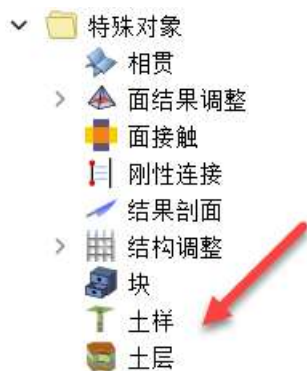 特殊对象
相贯
面结果调整
面接触
刚性连接
结果剖面
结构调整
块
土样
土层